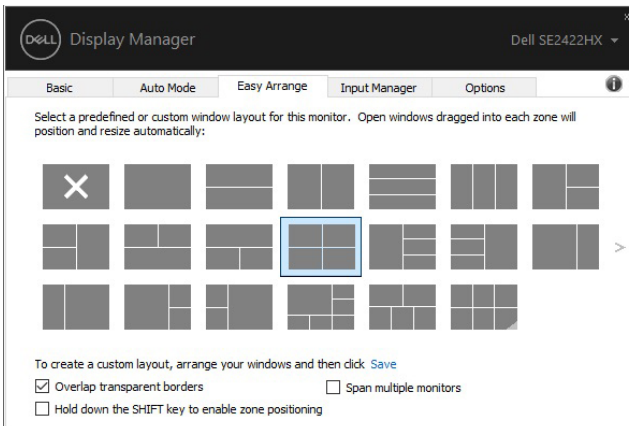 DELL Display Manager
Dell SE2422HX
Basic Auto Mode Easy Arrange Input Manager Options
Select a predefined or custom window layout for this monitor. Open windows dragged into each zone will
position and resize automatically:
To create a custom layout, arrange your windows and then click Save
Overlap transparent borders
Span multiple monitors
Hold down the SHIFT key to enable zone positioning